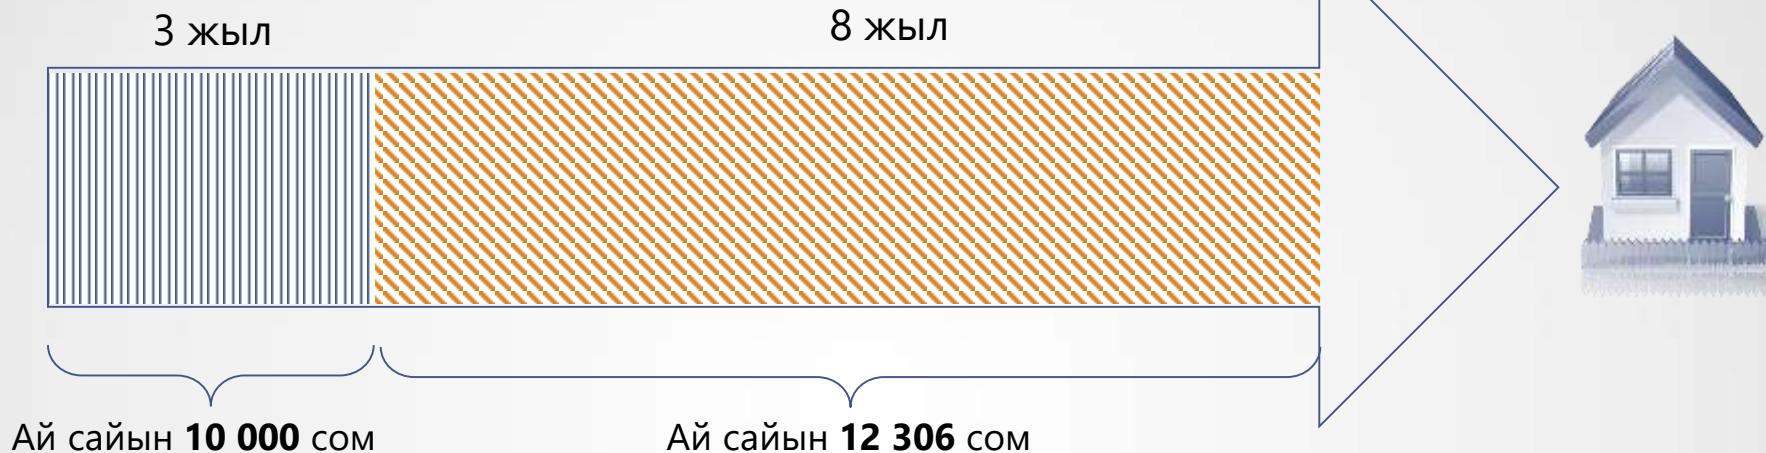 3 жыл
8 жыл
Ай сайын 10 000 сом
Ай сайын 12 306 сом